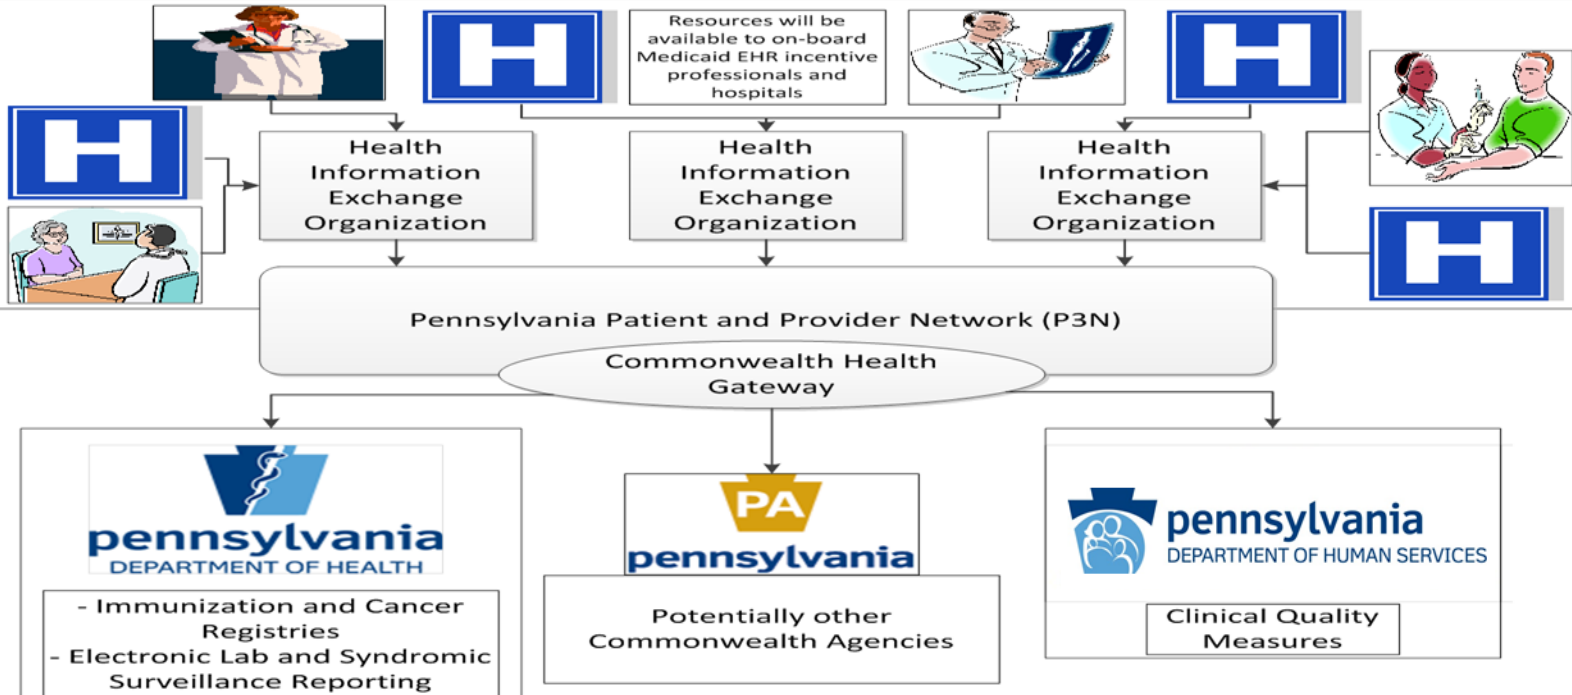 H
Resources will be
available to on-board
Medicaid EHR incentive
professionals and
hospitals
H
H
Health
Information
Exchange
Organization
Health
Information
Exchange
Organization
Health
Information
Exchange
Organization
H
Pennsylvania Patient and Provider Network (P3N)
Commonwealth Health
Gateway
pennsylvania
DEPARTMENT OF HEALTH
- Immunization and Cancer
Registries
- Electronic Lab and Syndromic
Surveillance Reporting
PA
pennsylvania
Potentially other
Commonwealth Agencies
pennsylvania
DEPARTMENT OF HUMAN SERVICES
Clinical Quality
Measures